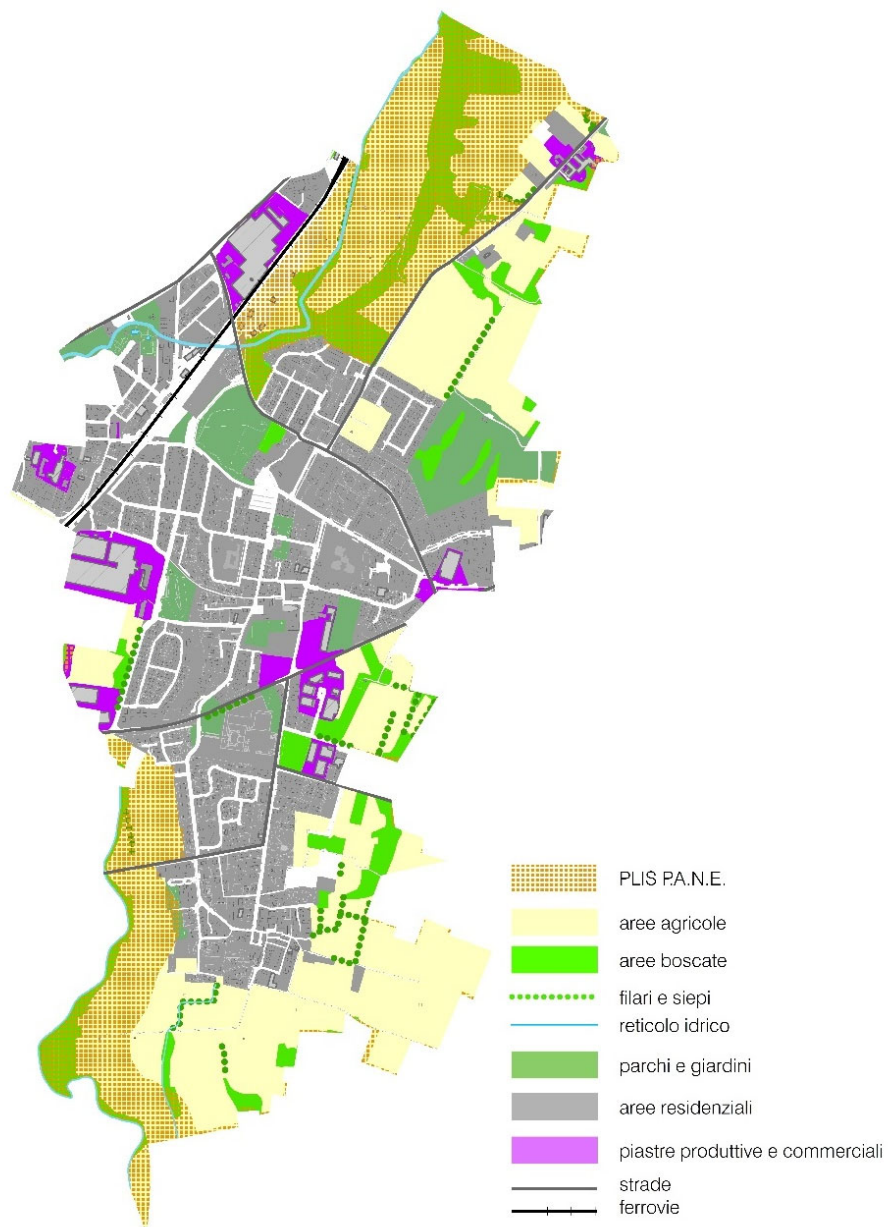 PLIS P.A.N.E.
aree agricole
aree boscate
filari e siepi
reticolo idrico
parchi e giardini
aree residenziali
piastre produttive e commerciali
strade
ferrovie